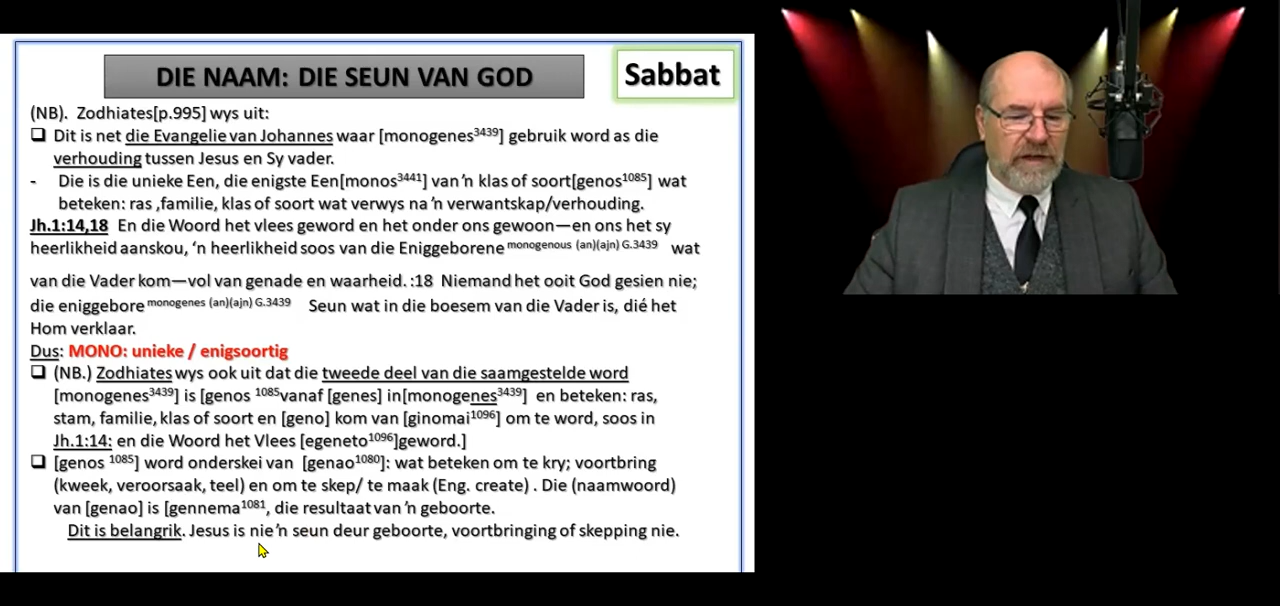 DIE NAAM: DIE SEUN VAN GOD
Sabbat
(NB). Zodhiates[p.995] wys uit:
❑ Dit is net die Evangelie van Johannes waar [monogenes3439] gebruik word as die
verhouding tussen Jesus en Sy vader.
- Die is die unieke Een, die enigste Een[monos3441] van 'n klas of soort[genos1085] wat
beteken: ras ,familie, klas of soort wat verwys na 'n verwantskap/verhouding.
Jh.1:14,18 En die Woord het vlees geword en het onder ons gewoon—en ons het sy
heerlikheid aanskou, 'n heerlikheid soos van die Eniggeborene monogenous (an)(ajn) G.3439 wat
van die Vader kom—vol van genade en waarheid. :18 Niemand het ooit God gesien nie;
die eniggebore monogenes (an)(ajn) G.3439 Seun wat in die boesem van die Vader is, dié het
Hom verklaar.
Dus: MONO: unieke / enigsoortig
❑ (NB.) Zodhiates wys ook uit dat die tweede deel van die saamgestelde word
[monogenes3439] is [genos 1085vanaf [genes] in[monogenes3439] en beteken: ras,
stam, familie, klas of soort en [geno] kom van [ginomai1096] om te word, soos in
Jh.1:14: en die Woord het Vlees [egeneto1096]geword.]
❑ [genos 1085] word onderskei van [genao1080]: wat beteken om te kry; voortbring
(kweek, veroorsaak, teel) en om te skep/ te maak (Eng. create) . Die (naamwoord)
van [genao] is [gennema1081, die resultaat van 'n geboorte.
Dit is belangrik. Jesus is nie 'n seun deur geboorte, voortbringing of skepping nie.